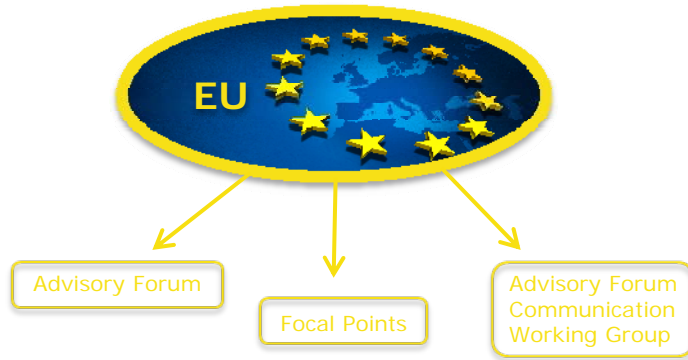 EU
Advisory Forum
Focal Points
Advisory Forum
Communication
Working Group